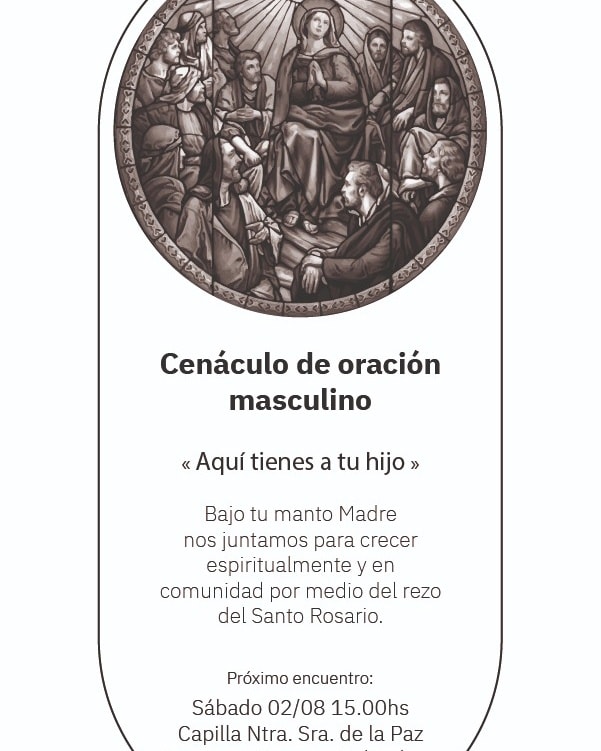 Cenáculo de oración
masculino
« Aquí tienes a tu hijo »
Bajo tu manto Madre
nos juntamos para crecer
espiritualmente y en
comunidad por medio del rezo
del Santo Rosario.
Próximo encuentro:
Sábado 02/08 15.00hs
Capilla Ntra. Sra. de la Paz